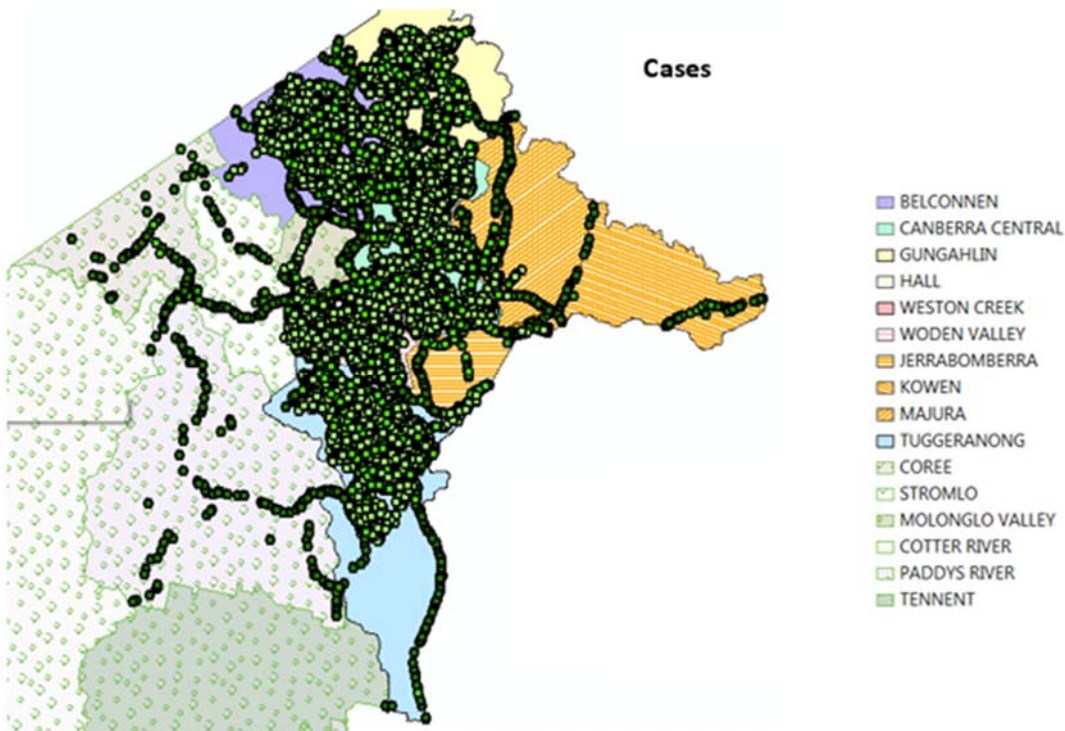 Cases
BELCONNEN
CANBERRA CENTRAL
GUNGAHLIN
HALL
WESTON CREEK
WODEN VALLEY
JERRABOMBERRA
KOWEN
MAJURA
TUGGERANONG
COREE
STROMLO
MOLONGLO VALLEY
COTTER RIVER
PADDYS RIVER
TENNENT